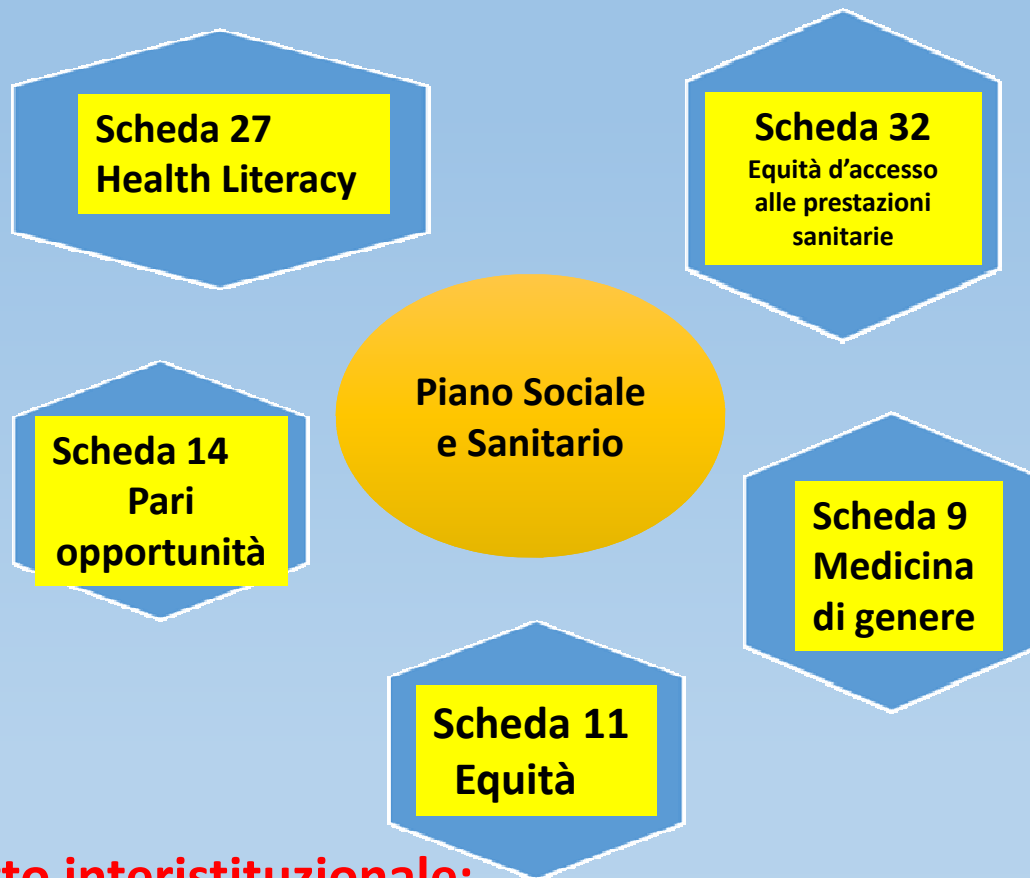 Scheda 27
Health Literacy
Scheda 32
Equità d’accesso
alle prestazioni
sanitarie
Piano Sociale
e Sanitario
Scheda 14
Pari
opportunità
Scheda 9
Medicina
di genere
Scheda 11
Equità
interistituzionale: